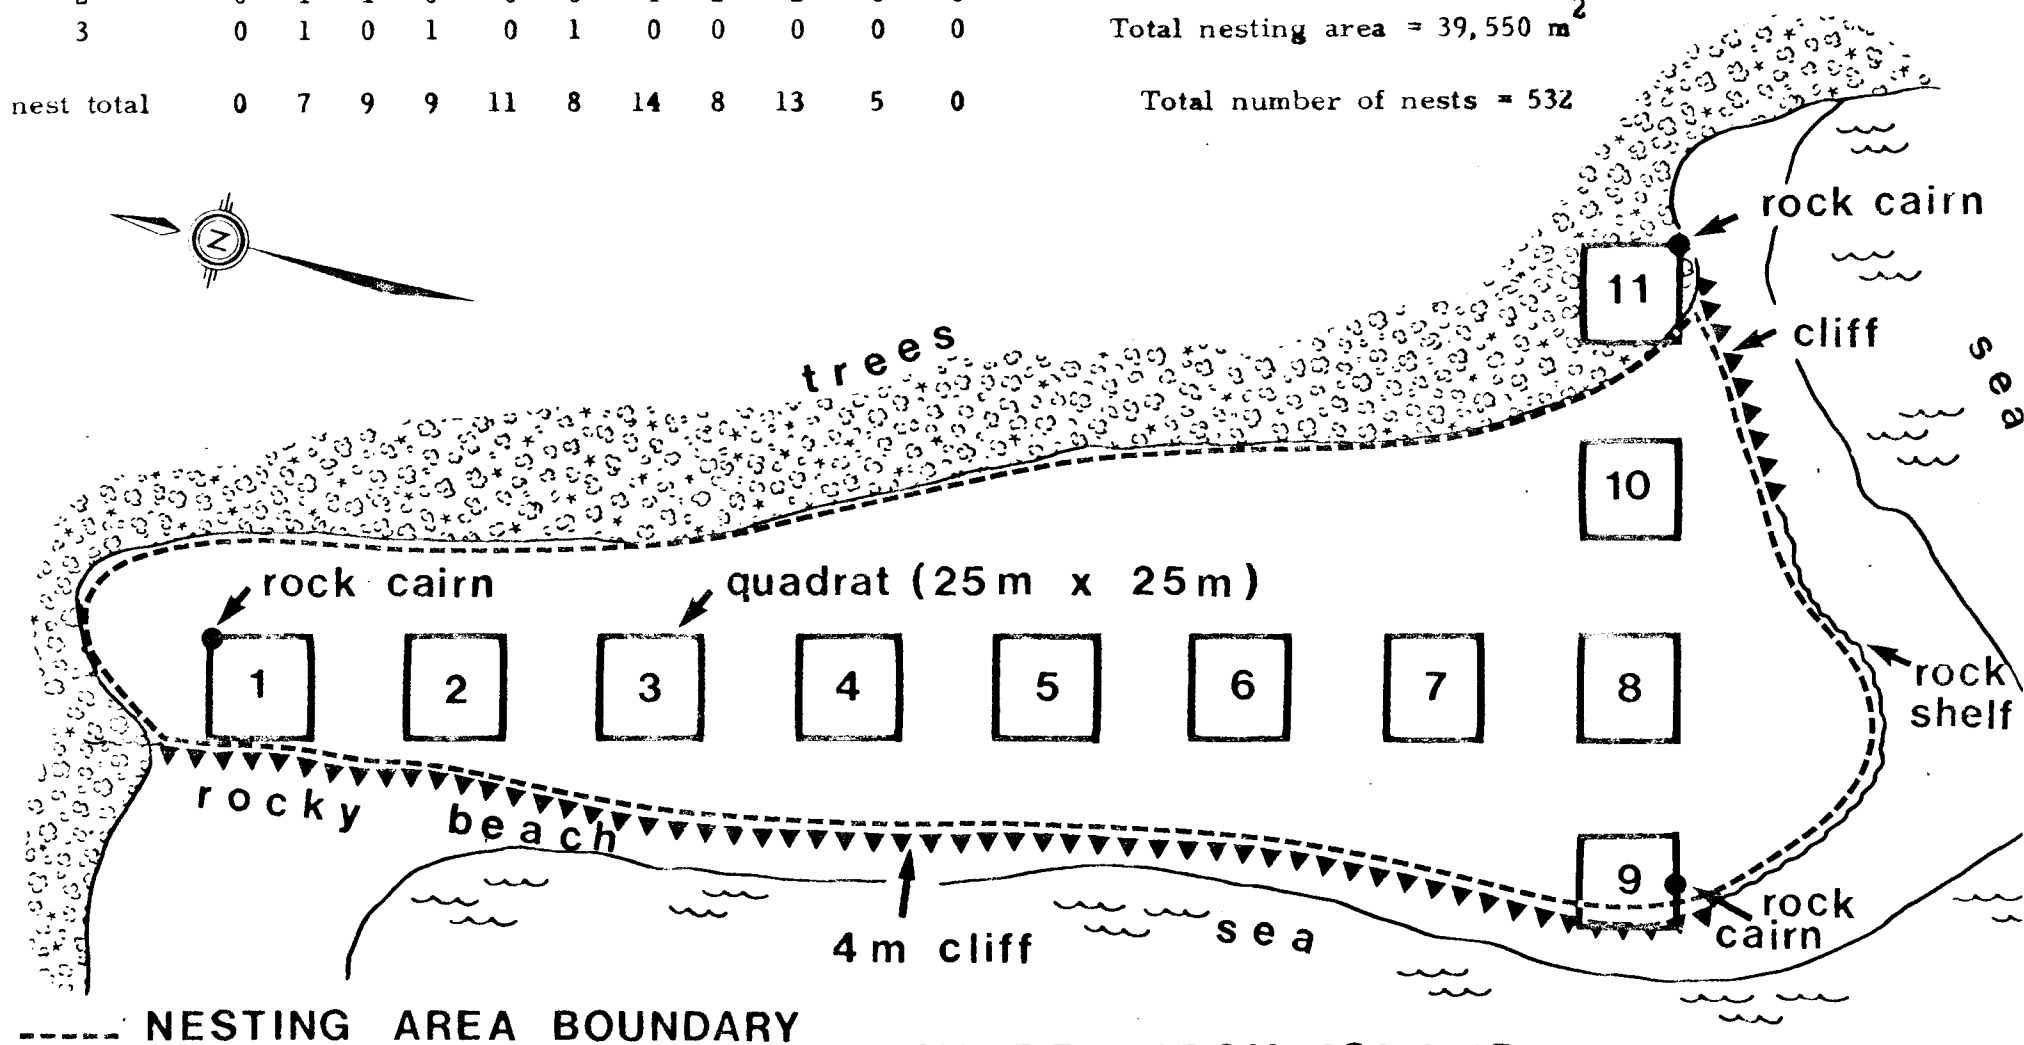 3 0 1 0 1 0 1 0 0 0 0 0 Total nesting area = 39,550 m2
nest total 0 7 9 9 11 8 14 8 13 5 0 Total number of nests = 532
N
rock cairn
11
cliff
sea
trees
10
rock cairn
quadrat (25m x 25m)
1 2 3 4 5 6 7 8
rock
shelf
rocky beach
9
rock
cairn
4m cliff
sea
----- NESTING AREA BOUNDARY